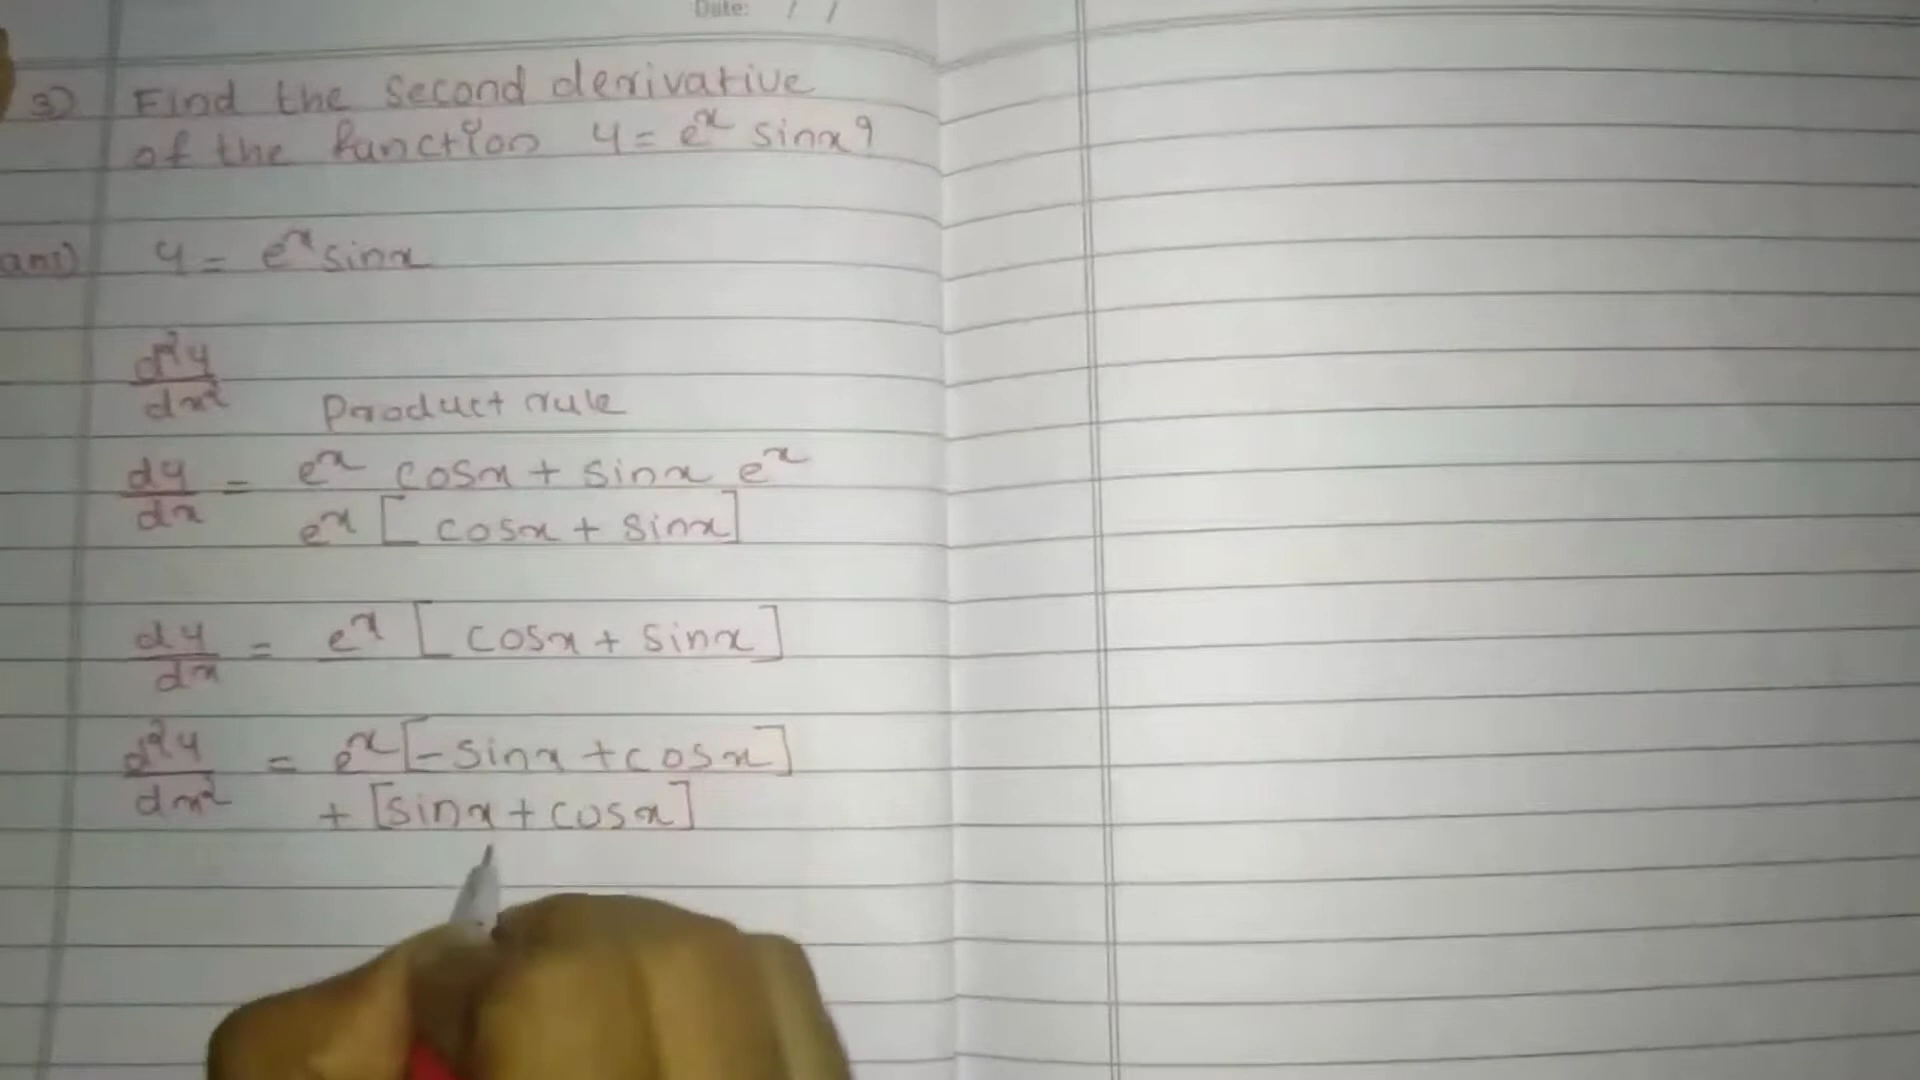 Date: / /
3) Find the second derivative
of the function y = e^x sinx?
ans) y = e^x sinx
d²y/dx² Product rule
dy/dx = e^x cosx + sinx e^x
e^x [ cosx + sinx]
dy/dx = e^x [ cosx + sinx]
d²y/dx² = e^x[-sinx + cosx]
+ [sinx + cosx]